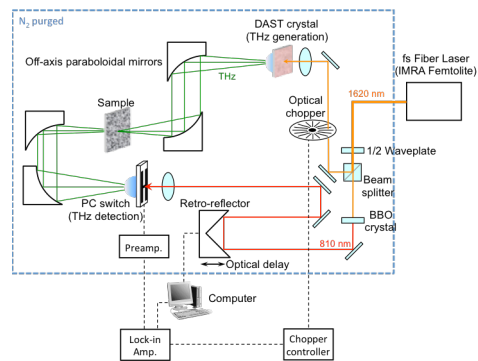 N2 purged
DAST crystal
(THz generation)
fs Fiber Laser
(IMRA Femtolite)
Off-axis paraboloidal mirrors
THz
1620 nm
Sample
Optical
chopper
1/2 Waveplate
Beam
splitter
PC switch
(THz detection)
Retro-reflector
BBO
crystal
Preamp.
810 nm
Optical delay
Computer
Lock-in
Amp.
Chopper
controller